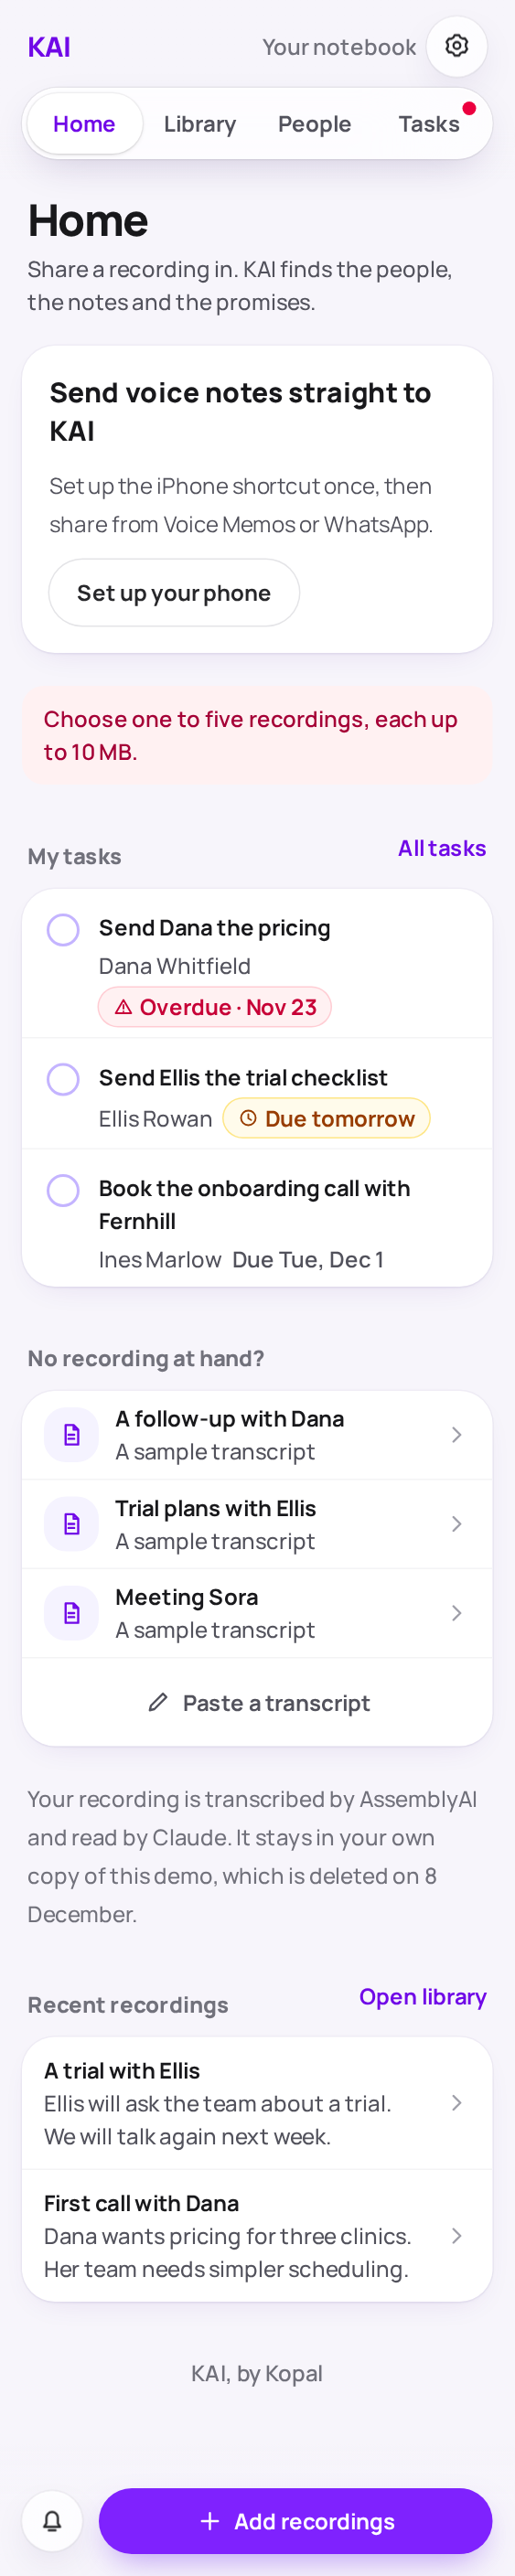 KAI
Your notebook
Home
Library
People
Tasks
Home
Share a recording in. KAI finds the people,
the notes and the promises.
Send voice notes straight to
KAI
Set up the iPhone shortcut once, then
share from Voice Memos or WhatsApp.
Set up your phone
Choose one to five recordings, each up
to 10 MB.
My tasks
All tasks
Send Dana the pricing
Dana Whitfield
Overdue · Nov 23
Send Ellis the trial checklist
Ellis Rowan
Due tomorrow
Book the onboarding call with
Fernhill
Ines Marlow Due Tue, Dec 1
No recording at hand?
A follow-up with Dana
A sample transcript
Trial plans with Ellis
A sample transcript
Meeting Sora
A sample transcript
Paste a transcript
Your recording is transcribed by AssemblyAI
and read by Claude. It stays in your own
copy of this demo, which is deleted on 8
December.
Recent recordings
Open library
A trial with Ellis
Ellis will ask the team about a trial.
We will talk again next week.
First call with Dana
Dana wants pricing for three clinics.
Her team needs simpler scheduling.
KAI, by Kopal
Add recordings